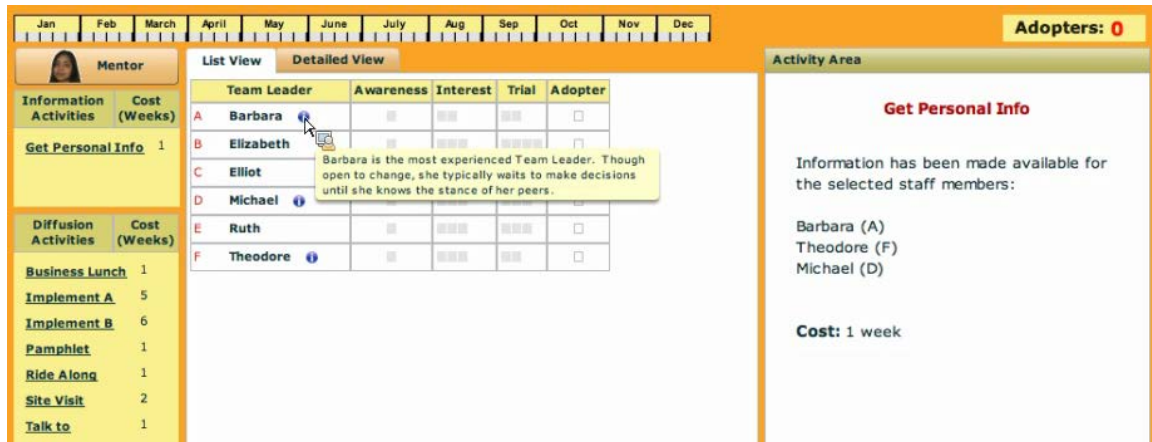 Jan Feb March April May June July Aug Sep Oct Nov Dec
Adopters: 0
Mentor
Information Activities Cost (Weeks)
Get Personal Info 1
Diffusion Activities Cost (Weeks)
Business Lunch 1
Implement A 5
Implement B 6
Pamphlet 1
Ride Along 1
Site Visit 2
Talk to 1
List View Detailed View
Team Leader Awareness Interest Trial Adopter
A Barbara
B Elizabeth
C Elliot
D Michael
E Ruth
F Theodore
Barbara is the most experienced Team Leader. Though
open to change, she typically waits to make decisions
until she knows the stance of her peers.
Activity Area
Get Personal Info
Information has been made available for
the selected staff members:
Barbara (A)
Theodore (F)
Michael (D)
Cost: 1 week